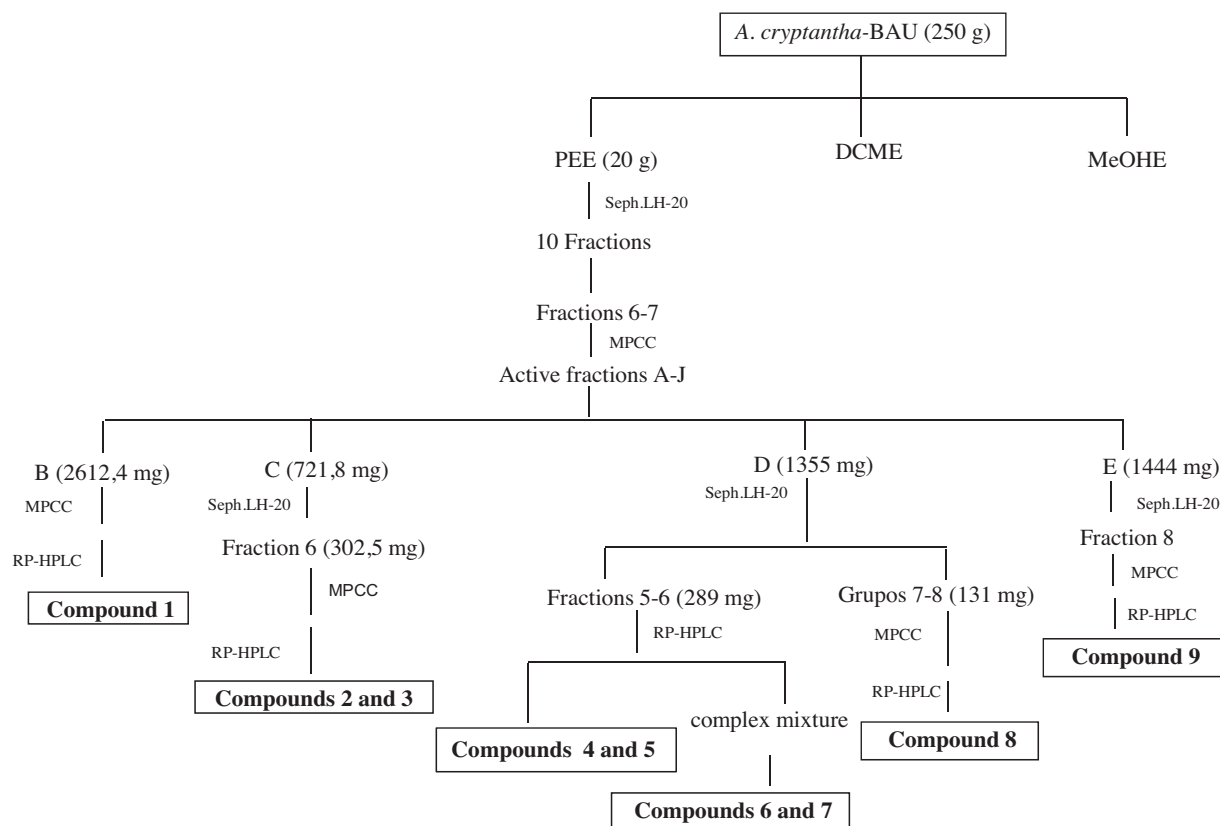 A. cryptantha-BAU (250 g)
PEE (20 g)
DCME
MeOHE
Seph.LH-20
10 Fractions
Fractions 6-7
MPCC
Active fractions A-J
B (2612,4 mg)
C (721,8 mg)
D (1355 mg)
E (1444 mg)
MPCC
Seph.LH-20
Seph.LH-20
Seph.LH-20
RP-HPLC
Fraction 6 (302,5 mg)
Fraction 8
MPCC
MPCC
Compound 1
Fractions 5-6 (289 mg)
Grupos 7-8 (131 mg)
RP-HPLC
RP-HPLC
MPCC
RP-HPLC
Compound 9
Compounds 2 and 3
RP-HPLC
complex mixture
Compounds 4 and 5
Compound 8
Compounds 6 and 7